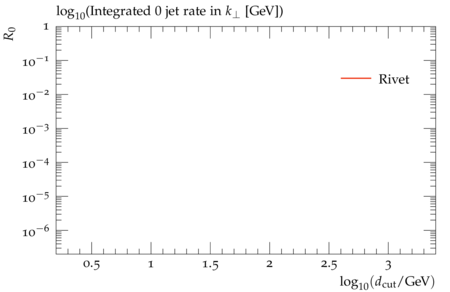 log₁₀(Integrated 0 jet rate in k⊥ [GeV])
R₀
1
10⁻¹
10⁻²
10⁻³
10⁻⁴
10⁻⁵
10⁻⁶
Rivet
0.5 1 1.5 2 2.5 3
log₁₀(d_cut/GeV)